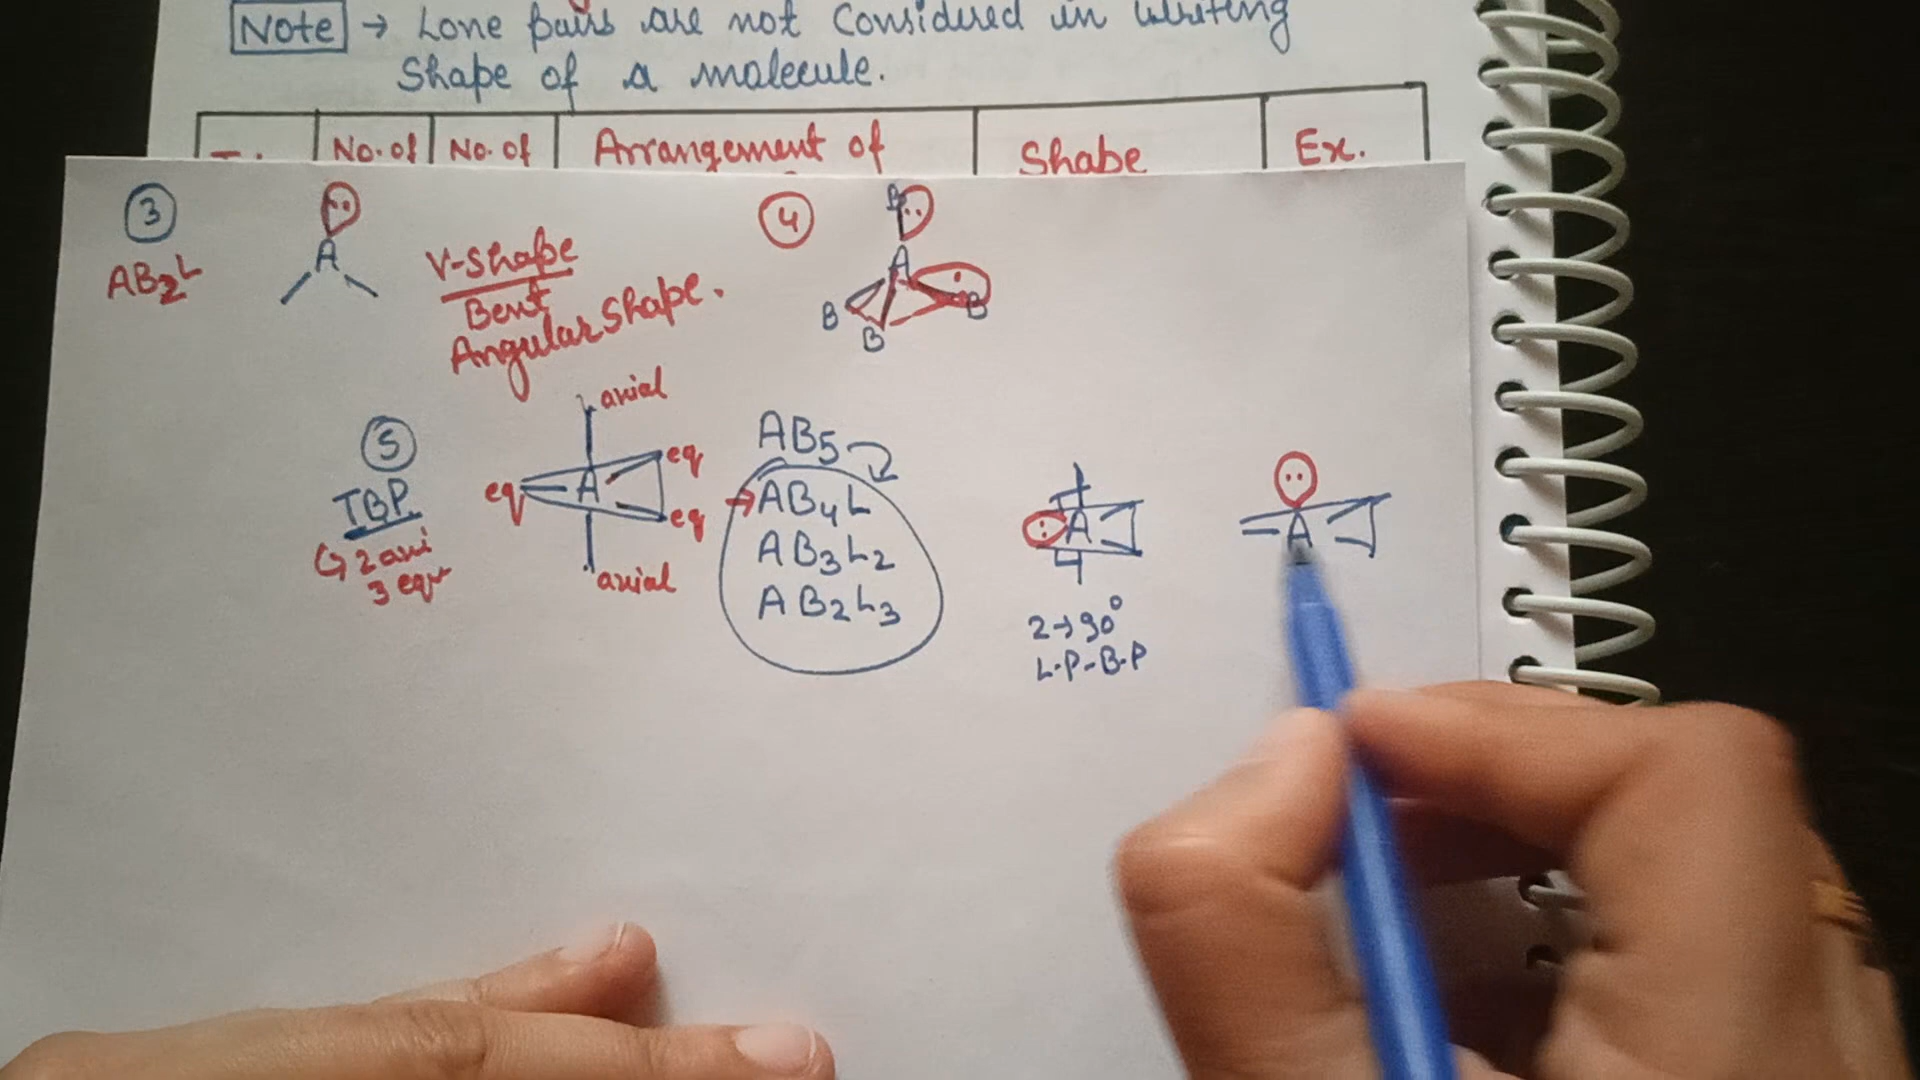 Note → Lone pairs are not Considered in Writing
Shape of a molecule.
No. of No. of Arrangement of Shape Ex.
3
AB2L
A
V-shape
Bent
Angular Shape.
4
B
A
B
B
B
5
TBP
↳ 2 axi
3 eqr
axial
eq
eq
A
eq
axial
AB5
→ AB4L
AB3L2
AB2L3
A
2→90°
L.P-B.P
A